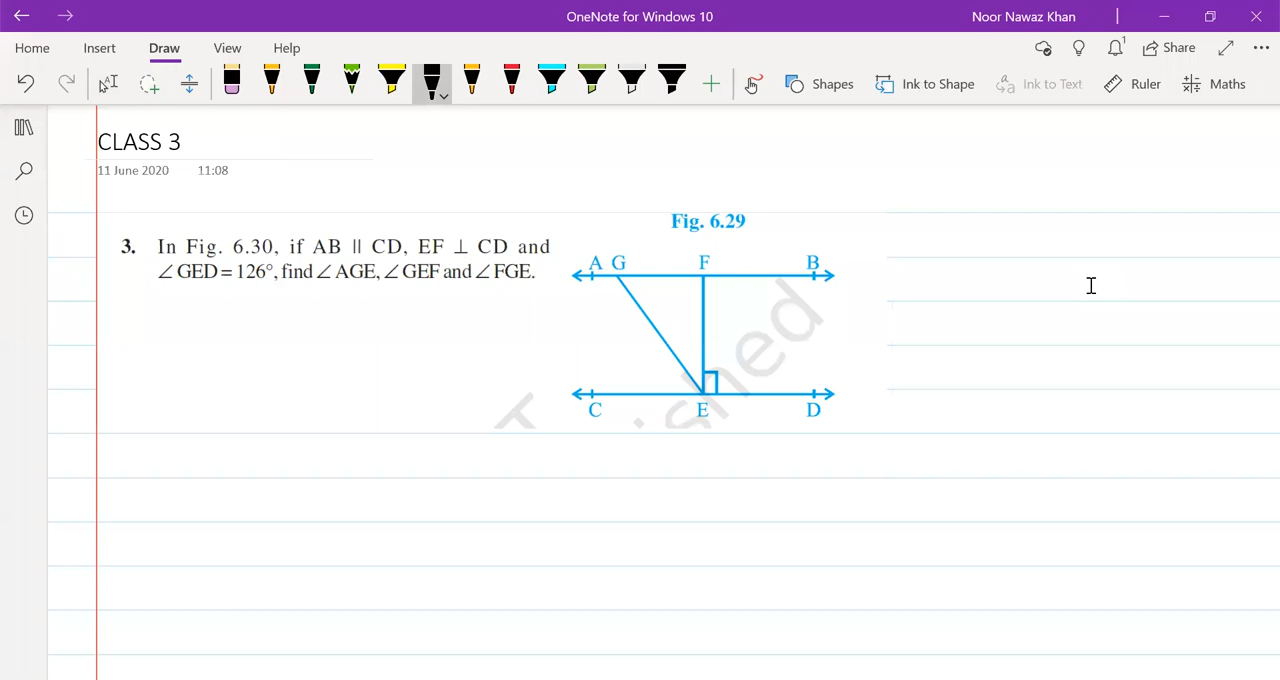 OneNote for Windows 10
Noor Nawaz Khan
Home Insert Draw View Help
1
Share
Shapes
Ink to Shape
Ink to Text
Ruler
Maths
CLASS 3
11 June 2020 11:08
Fig. 6.29
3. In Fig. 6.30, if AB || CD, EF ⊥ CD and
∠ GED = 126°, find ∠ AGE, ∠ GEF and ∠ FGE.
A G F B
C E D